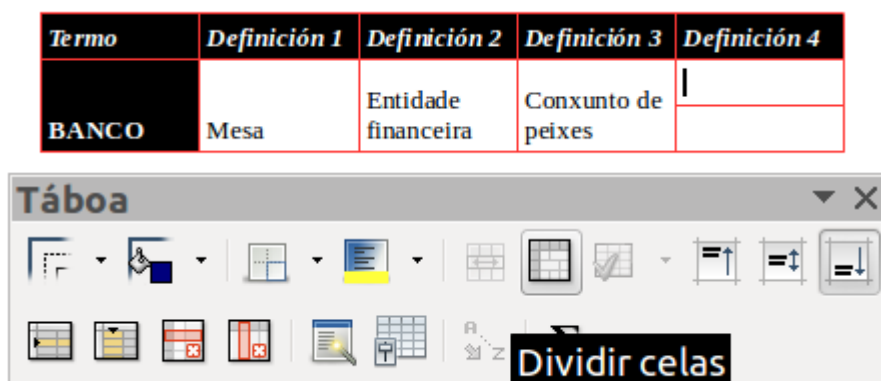 Termo Definición 1 Definición 2 Definición 3 Definición 4
BANCO Mesa Entidade financeira Conxunto de peixes
Táboa
Dividir celas